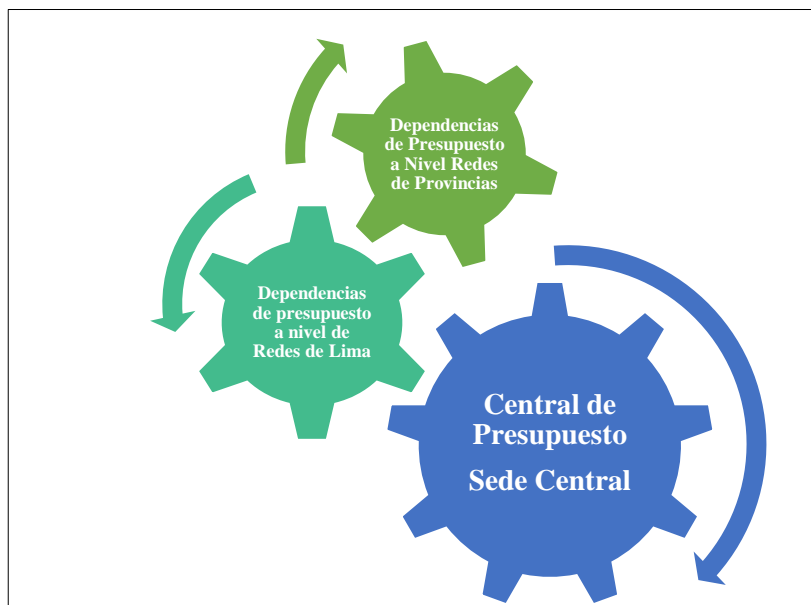 Dependencias
de Presupuesto
a Nivel Redes
de Provincias
Dependencias
de presupuesto
a nivel de
Redes de Lima
Central de
Presupuesto
Sede Central